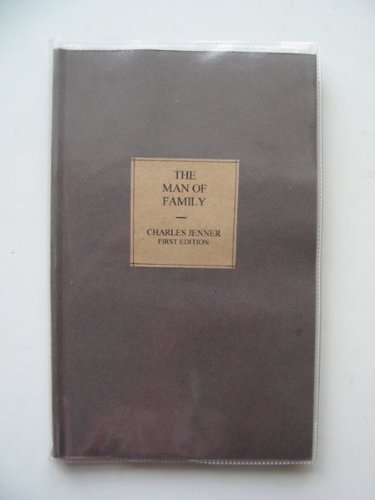 THE
MAN OF
FAMILY
—
CHARLES JENNER
FIRST EDITION